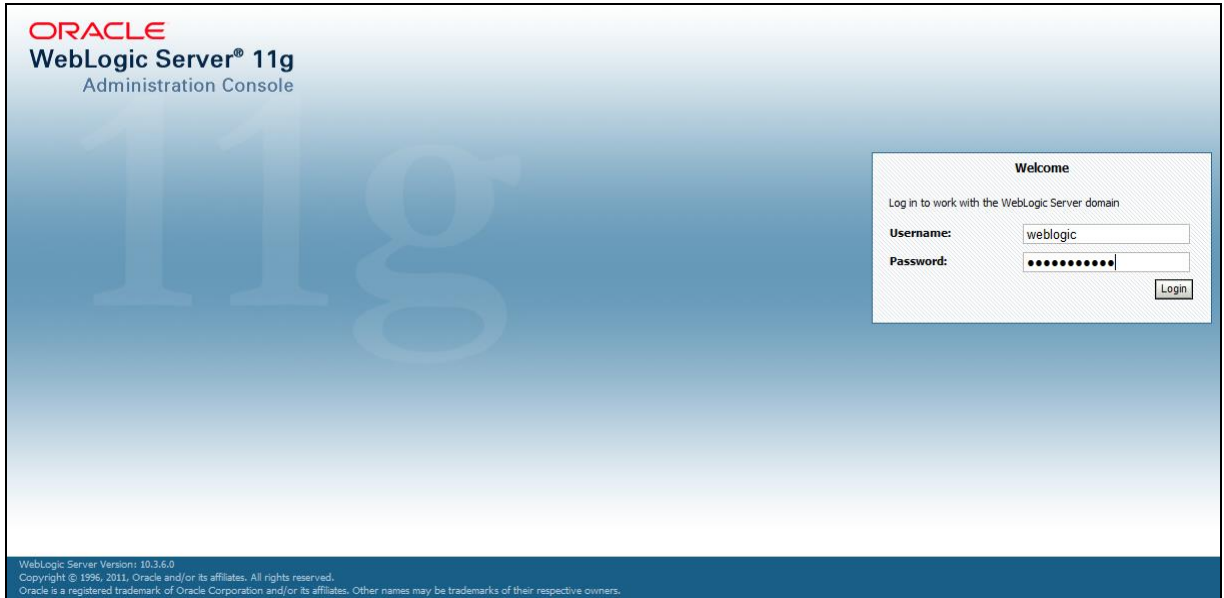 ORACLE
WebLogic Server® 11g
Administration Console
11g
Welcome
Log in to work with the WebLogic Server domain
Username: weblogic
Password: ●●●●●●●●●●●
Login
WebLogic Server Version: 10.3.6.0
Copyright © 1996, 2011, Oracle and/or its affiliates. All rights reserved.
Oracle is a registered trademark of Oracle Corporation and/or its affiliates. Other names may be trademarks of their respective owners.